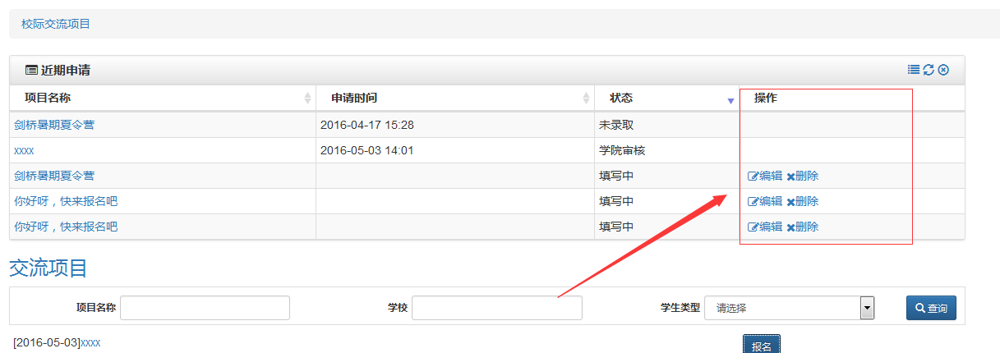 校际交流项目
近期申请
项目名称 申请时间 状态 操作
剑桥暑期夏令营 2016-04-17 15:28 未录取
xxxx 2016-05-03 14:01 学院审核
剑桥暑期夏令营 填写中 编辑 删除
你好呀，快来报名吧 填写中 编辑 删除
你好呀，快来报名吧 填写中 编辑 删除
交流项目
项目名称 学校 学生类型 请选择 查询
[2016-05-03]xxxx 报名